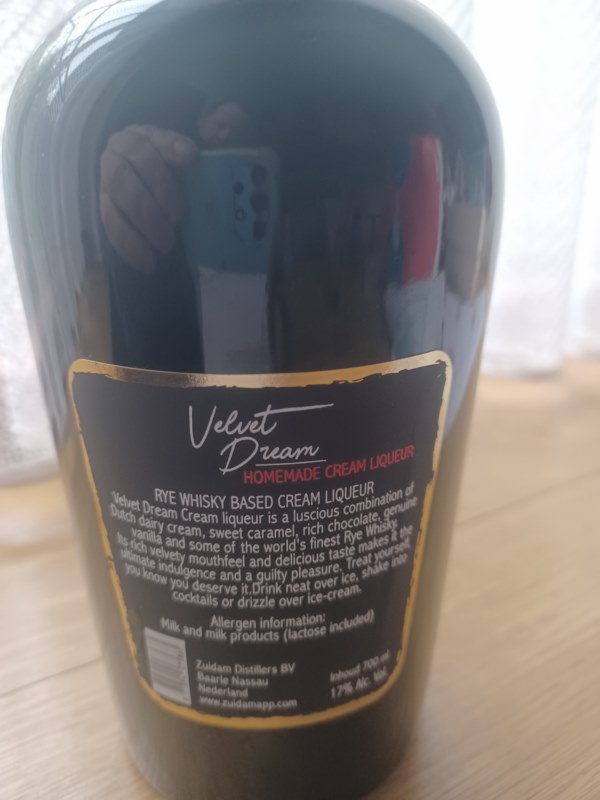 Velvet
Dream
HOMEMADE CREAM LIQUEUR
RYE WHISKY BASED CREAM LIQUEUR
Velvet Dream Cream liqueur is a luscious combination of
Dutch dairy cream, sweet caramel, rich chocolate, genuine
vanilla and some of the world's finest Rye Whisky.
Its rich velvety mouthfeel and delicious taste makes it the
ultimate indulgence and a guilty pleasure. Treat yourself,
you know you deserve it.Drink neat over ice, shake into
cocktails or drizzle over ice-cream.
Allergen information:
Milk and milk products (lactose included)
Zuidam Distillers BV
Baarle Nassau
Nederland
www.zuidamapp.com
Inhoud 700 ml
17% Alc. Vol.